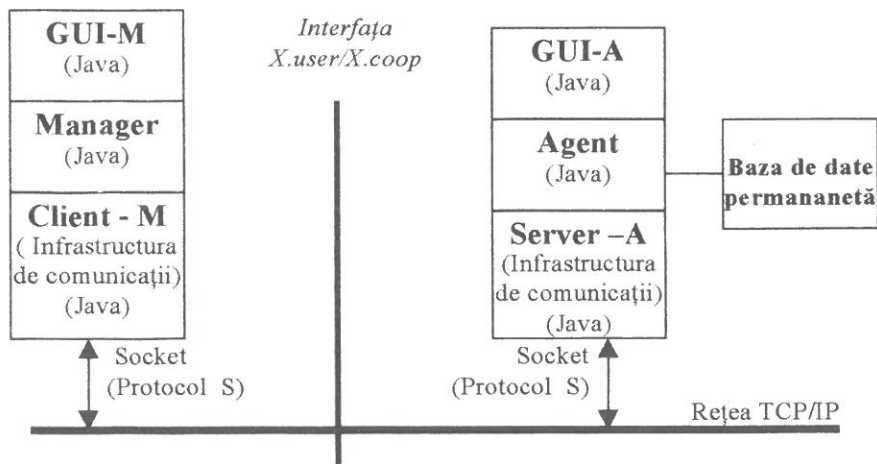 GUI-M
(Java)
Manager
(Java)
Client - M
( Infrastructura
de comunicații)
(Java)
Socket
(Protocol S)
Interfața
X.user/X.coop
GUI-A
(Java)
Agent
(Java)
Server –A
(Infrastructura
de comunicații)
(Java)
Socket
(Protocol S)
Baza de date
permananetă
Rețea TCP/IP